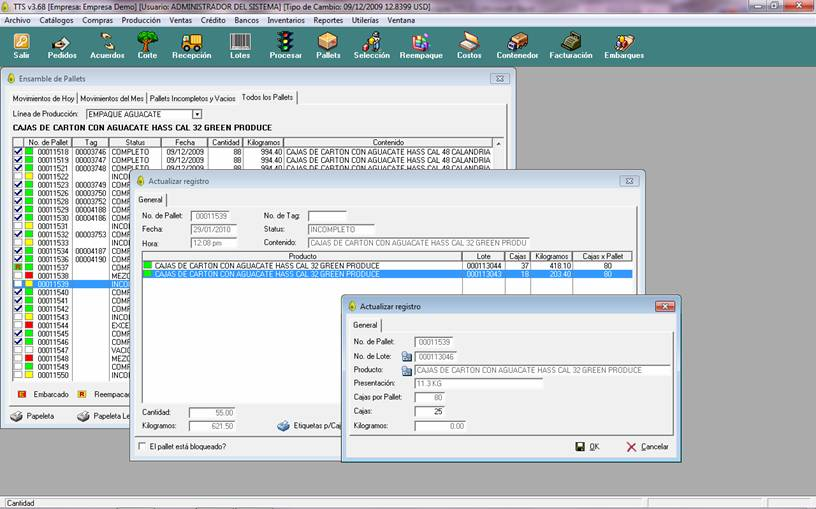 TTS v3.68 [Empresa: Empresa Demo] [Usuario: ADMINISTRADOR DEL SISTEMA] [Tipo de Cambio: 09/12/2009 12.8399 USD]
Archivo Catálogos Compras Producción Ventas Crédito Bancos Inventarios Reportes Utilerías Ventana
Salir Pedidos Acuerdos Corte Recepción Lotes Procesar Pallets Selección Reempaque Costos Contenedor Facturación Embarques
Ensamble de Pallets
Movimientos de Hoy Movimientos del Mes Pallets Incompletos y Vacios Todos los Pallets
Línea de Producción: EMPAQUE AGUACATE
CAJAS DE CARTON CON AGUACATE HASS CAL 32 GREEN PRODUCE
No. de Pallet Tag Status Fecha Cantidad Kilogramos Contenido
00011518 00003746 COMPLETO 09/12/2009 88 994.40 CAJAS DE CARTON CON AGUACATE HASS CAL 48 CALANDRIA
00011519 00003747 COMPLETO 09/12/2009 88 994.40 CAJAS DE CARTON CON AGUACATE HASS CAL 48 CALANDRIA
00011521 00003748 COMPLETO 09/12/2009 88 994.40 CAJAS DE CARTON CON AGUACATE HASS CAL 32 CALANDRIA
00011522 INCO
00011523 00003749 COMP
00011526 00003750 COMP
00011528 00003752 COMP
00011529 00004188 COMP
00011530 00004186 COMP
00011531 INCO
00011532 00003753 COMP
00011533 INCO
00011534 00004187 COMP
00011536 00004190 COMP
R 00011537 COMP
00011538 MEZC
00011539 INCO
00011540 COMP
00011541 COMP
00011542 COMP
00011543 INCO
00011544 EXCE
00011545 COMP
00011546 COMP
00011547 VACIO
00011548 MEZC
00011549 INCO
00011550 INCO
E Embarcado R Reempaca
Papeleta Papeleta Le
Actualizar registro
General
No. de Pallet: 00011539 No. de Tag:
Fecha: 29/01/2010 Status: INCOMPLETO
Hora: 12:08 pm Contenido: CAJAS DE CARTON CON AGUACATE HASS CAL 32 GREEN PRODU
Producto Lote Cajas Kilogramos Cajas x Pallet
CAJAS DE CARTON CON AGUACATE HASS CAL 32 GREEN PRODUCE 000113044 37 418.10 80
CAJAS DE CARTON CON AGUACATE HASS CAL 32 GREEN PRODUCE 000113043 18 203.40 80
Cantidad: 55.00
Kilogramos: 621.50 Etiquetas p/Caj
El pallet está bloqueado?
Actualizar registro
General
No. de Pallet: 00011539
No. de Lote: 000113046
Producto: CAJAS DE CARTON CON AGUACATE HASS CAL 32 GREEN PRODUCE
Presentación: 11.3 KG
Cajas por Pallet: 80
Cajas: 25
Kilogramos: 0.00
OK Cancelar
Cantidad